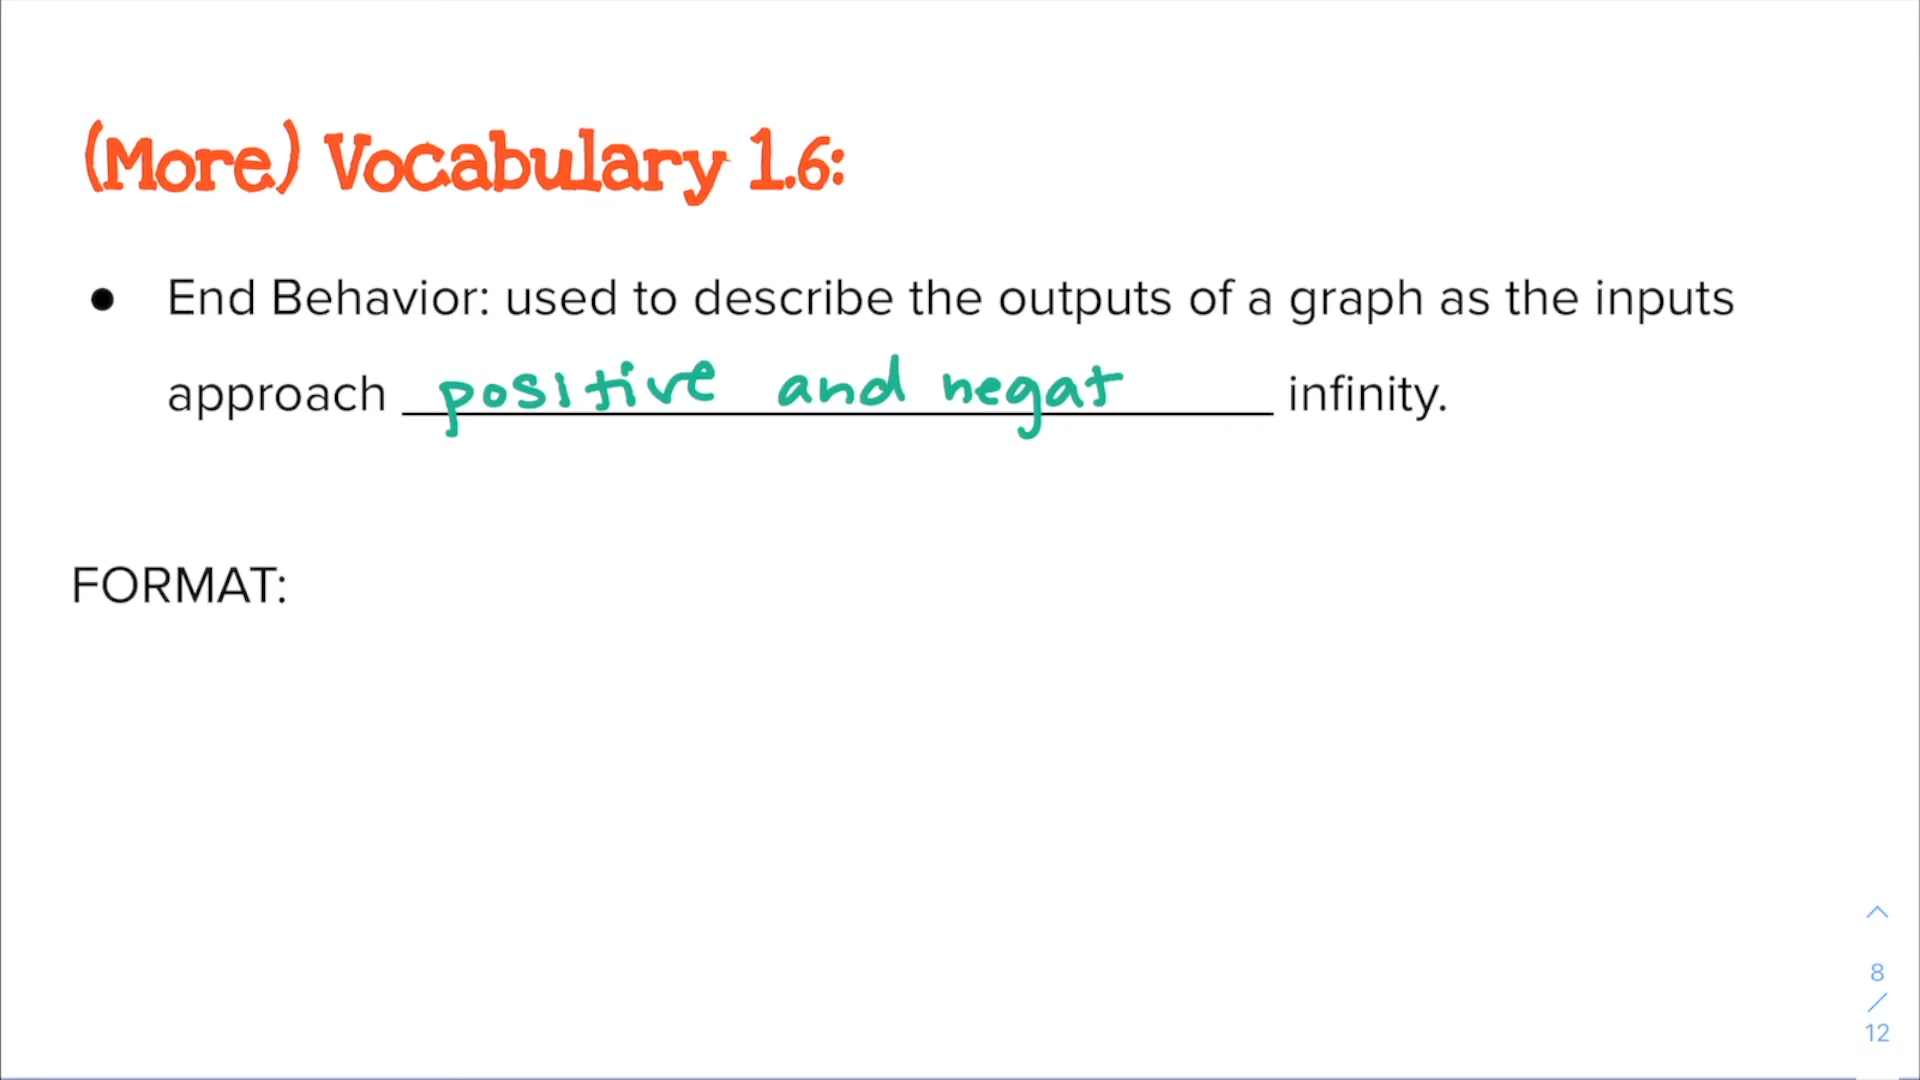 (More) Vocabulary 1.6:
● End Behavior: used to describe the outputs of a graph as the inputs
approach positive and negat infinity.
FORMAT:
8
/
12